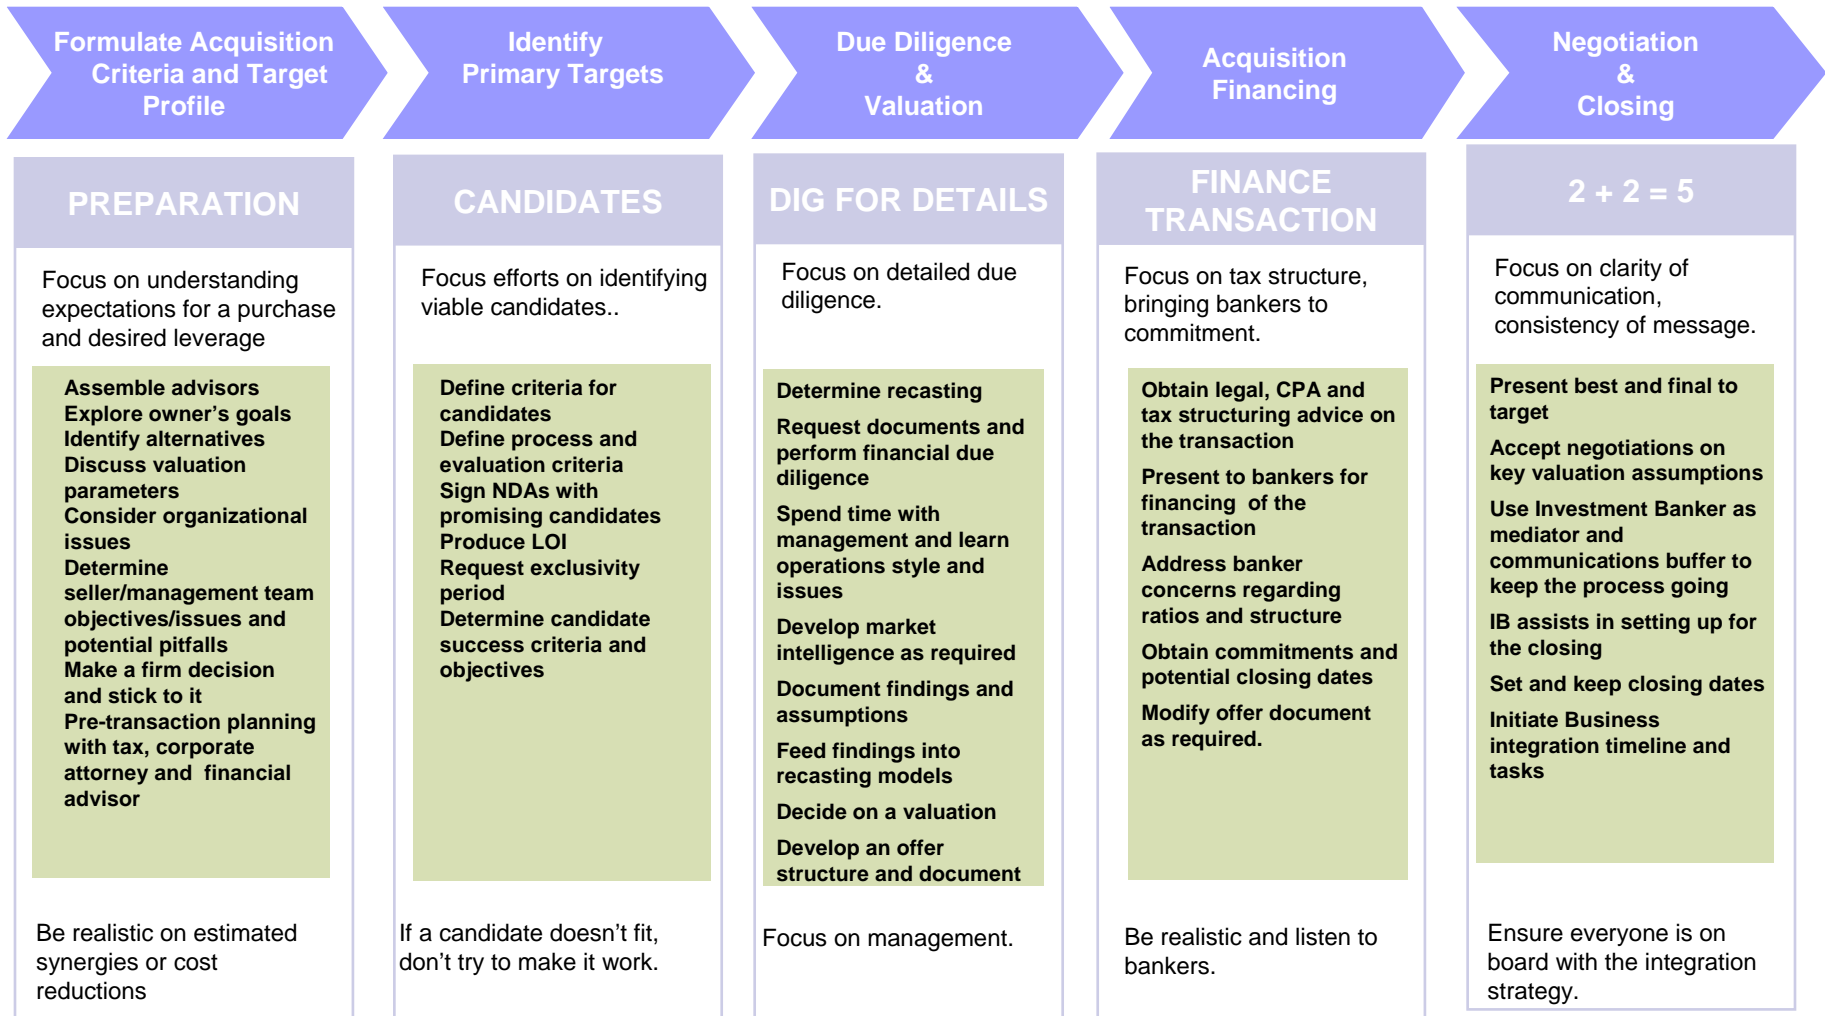 Formulate Acquisition
Criteria and Target
Profile
Identify
Primary Targets
Due Diligence
&
Valuation
Acquisition
Financing
Negotiation
&
Closing
PREPARATION
Focus on understanding
expectations for a purchase
and desired leverage
Assemble advisors
Explore owner’s goals
Identify alternatives
Discuss valuation
parameters
Consider organizational
issues
Determine
seller/management team
objectives/issues and
potential pitfalls
Make a firm decision
and stick to it
Pre-transaction planning
with tax, corporate
attorney and  financial
advisor
Be realistic on estimated
synergies or cost
reductions
CANDIDATES
Focus efforts on identifying
viable candidates..
Define criteria for
candidates
Define process and
evaluation criteria
Sign NDAs with
promising candidates
Produce LOI
Request exclusivity
period
Determine candidate
success criteria and
objectives
If a candidate doesn’t fit,
don’t try to make it work.
DIG FOR DETAILS
Focus on detailed due
diligence.
Determine recasting
Request documents and
perform financial due
diligence
Spend time with
management and learn
operations style and
issues
Develop market
intelligence as required
Document findings and
assumptions
Feed findings into
recasting models
Decide on a valuation
Develop an offer
structure and document
Focus on management.
FINANCE
TRANSACTION
Focus on tax structure,
bringing bankers to
commitment.
Obtain legal, CPA and
tax structuring advice on
the transaction
Present to bankers for
financing  of the
transaction
Address banker
concerns regarding
ratios and structure
Obtain commitments and
potential closing dates
Modify offer document
as required.
Be realistic and listen to
bankers.
2 + 2 = 5
Focus on clarity of
communication,
consistency of message.
Present best and final to
target
Accept negotiations on
key valuation assumptions
Use Investment Banker as
mediator and
communications buffer to
keep the process going
IB assists in setting up for
the closing
Set and keep closing dates
Initiate Business
integration timeline and
tasks
Ensure everyone is on
board with the integration
strategy.